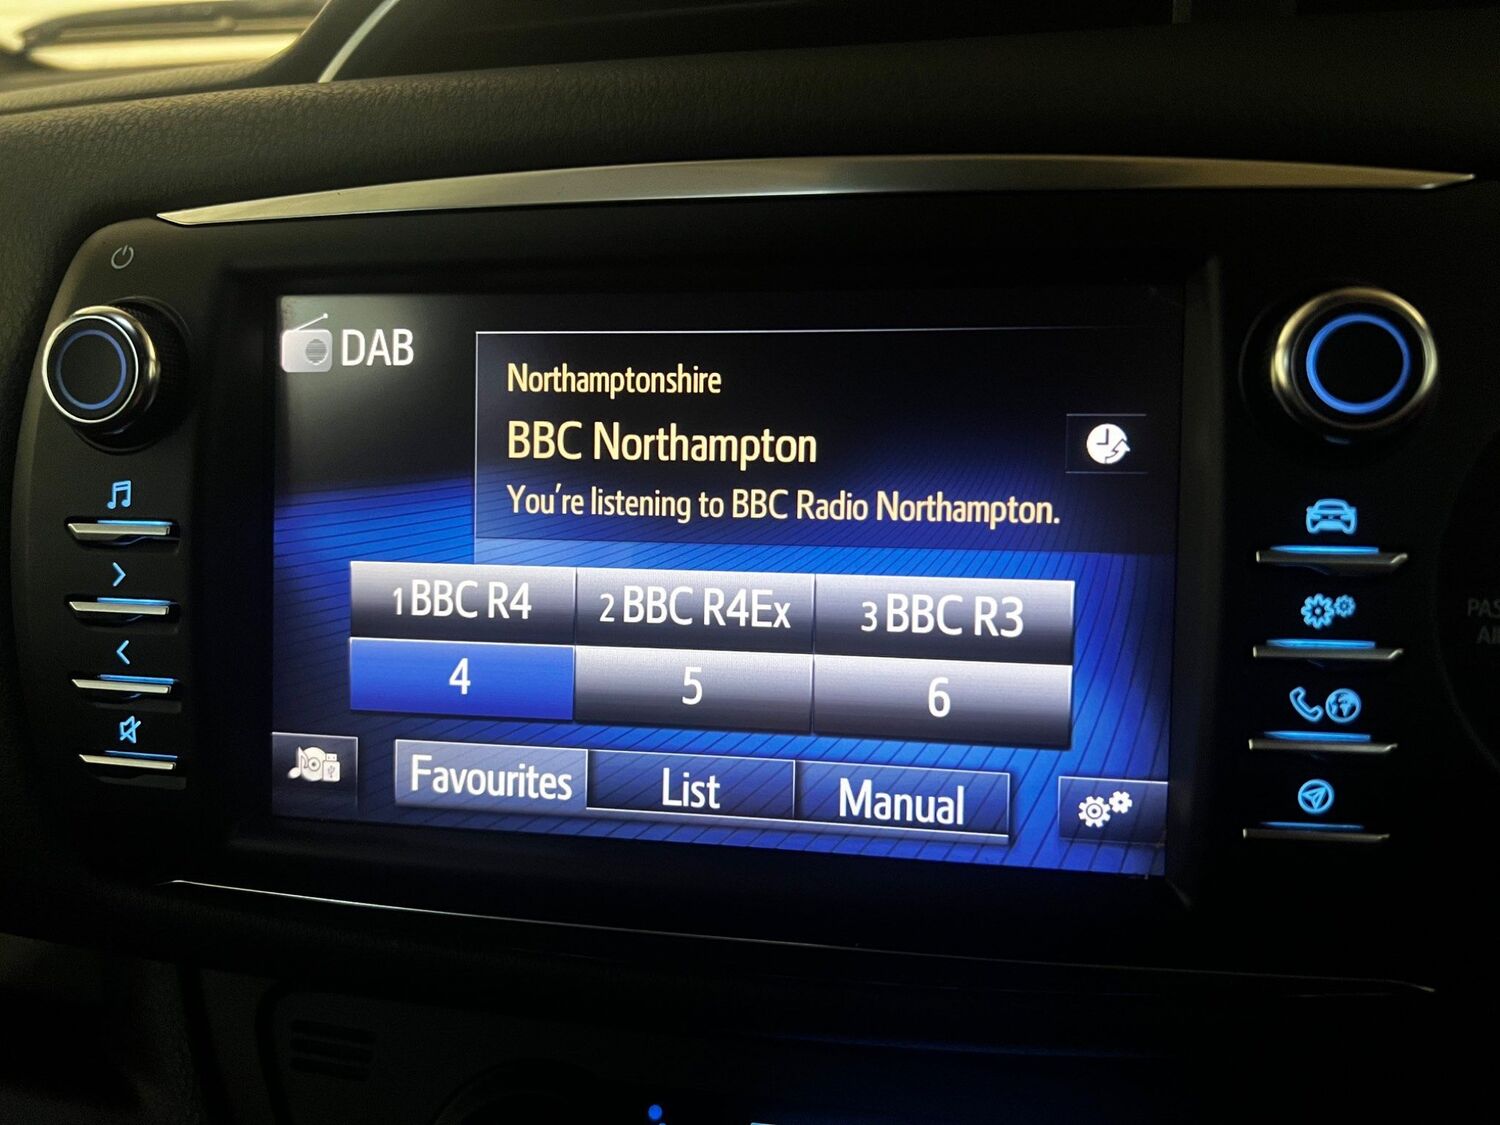 DAB
Northamptonshire
BBC Northampton
You're listening to BBC Radio Northampton.
1 BBC R4 2 BBC R4Ex 3 BBC R3
4 5 6
Favourites List Manual